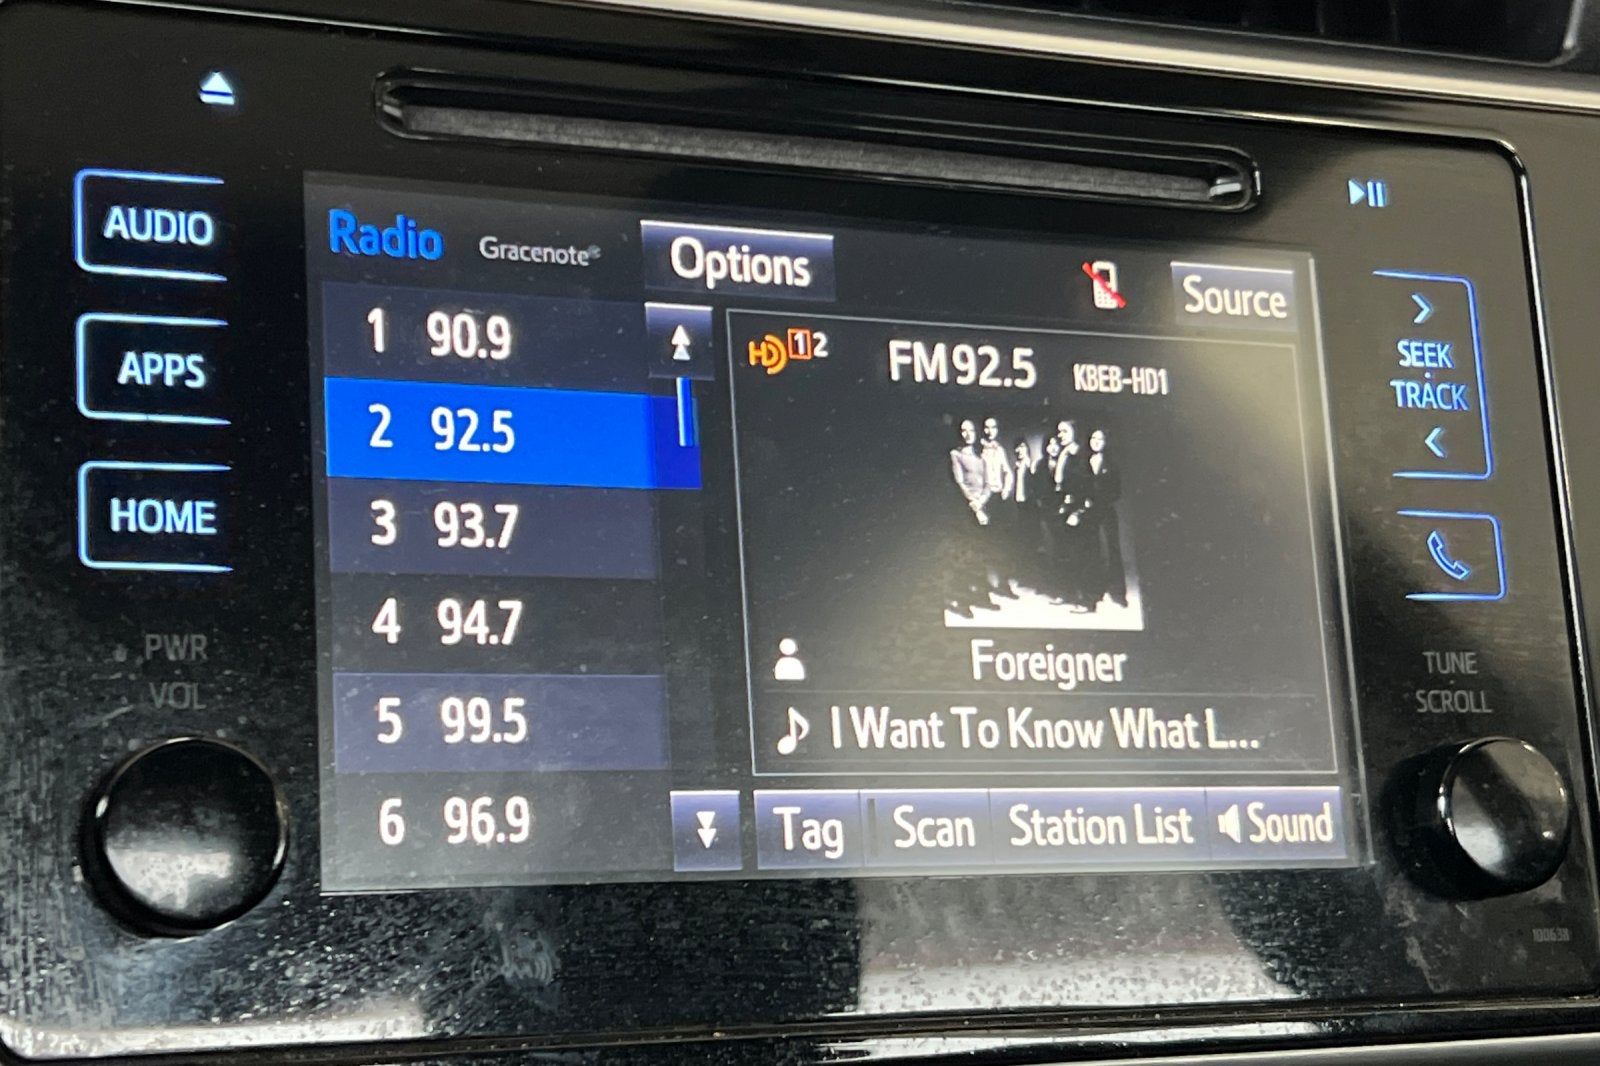 AUDIO
APPS
HOME
PWR
VOL
Radio Gracenote®
Options
Source
1 90.9
2 92.5
3 93.7
4 94.7
5 99.5
6 96.9
HD 1 2
FM 92.5 KBEB-HD1
Foreigner
I Want To Know What L...
Tag
Scan
Station List
Sound
SEEK
TRACK
TUNE
SCROLL
100638